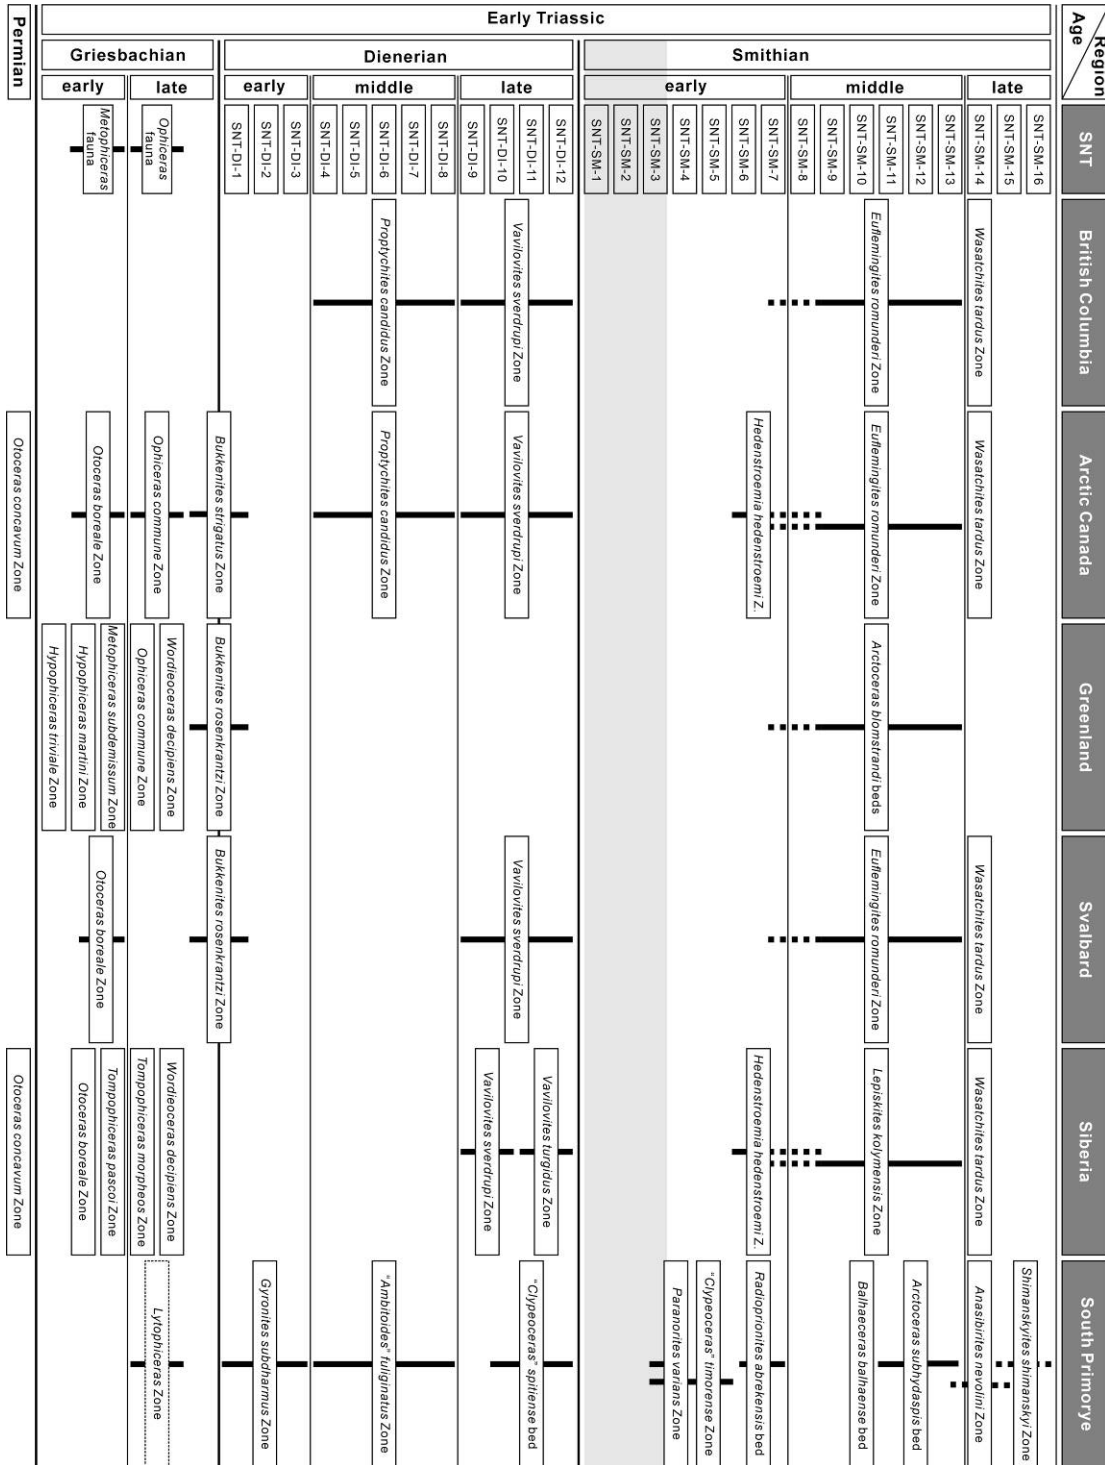 Region
Age
SNT
British Columbia
Arctic Canada
Greenland
Svalbard
Siberia
South Primorye
Early Triassic
Permian
Smithian
Dienerian
Griesbachian
late
middle
early
late
middle
early
late
early
SNT-SM-16
SNT-SM-15
SNT-SM-14
SNT-SM-13
SNT-SM-12
SNT-SM-11
SNT-SM-10
SNT-SM-9
SNT-SM-8
SNT-SM-7
SNT-SM-6
SNT-SM-5
SNT-SM-4
SNT-SM-3
SNT-SM-2
SNT-SM-1
SNT-DI-12
SNT-DI-11
SNT-DI-10
SNT-DI-9
SNT-DI-8
SNT-DI-7
SNT-DI-6
SNT-DI-5
SNT-DI-4
SNT-DI-3
SNT-DI-2
SNT-DI-1
Ophiceras
fauna
Metophiceras
fauna
Wasatchites tardus Zone
Euflemingites romunderi Zone
Vavilovites sverdrupi Zone
Proptychites candidus Zone
Wasatchites tardus Zone
Euflemingites romunderi Zone
Hedenstroemia hedenstroemi Z.
Vavilovites sverdrupi Zone
Proptychites candidus Zone
Bukkenites strigatus Zone
Ophiceras commune Zone
Otoceras boreale Zone
Otoceras concavum Zone
Arctoceras blomstrandi beds
Bukkenites rosenkrantzi Zone
Wordieoceras decipiens Zone
Ophiceras commune Zone
Metophiceras subdemissum Zone
Hypophiceras martini Zone
Hypophiceras triviale Zone
Wasatchites tardus Zone
Euflemingites romunderi Zone
Vavilovites sverdrupi Zone
Bukkenites rosenkrantzi Zone
Otoceras boreale Zone
Wasatchites tardus Zone
Lepiskites kolymensis Zone
Hedenstroemia hedenstroemi Z.
Vavilovites turgidus Zone
Vavilovites sverdrupi Zone
Wordieoceras decipiens Zone
Tompophiceras morpheos Zone
Tompophiceras pascoi Zone
Otoceras boreale Zone
Otoceras concavum Zone
Shimanskyites shimanskyi Zone
Anasibirites nevolini Zone
Arctoceras subhydaspis bed
Balhaeceras balhaense bed
Radioprionites abrekensis bed
"Clypeoceras" timorense Zone
Paranorites varians Zone
"Clypeoceras" spitiense bed
"Ambitoides" fuliginatus Zone
Gyronites subdharmus Zone
Lytophiceras Zone